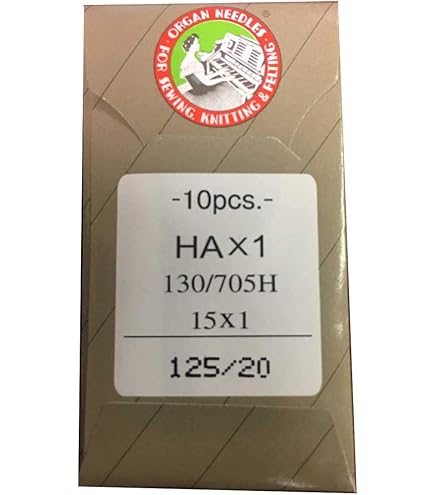 ORGAN NEEDLES
FOR SEWING, KNITTING & FELTING
-10pcs.-
HA×1
130/705H
15x1
125/20